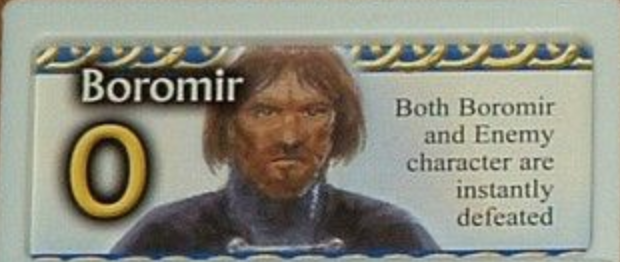 Boromir
0
Both Boromir
and Enemy
character are
instantly
defeated